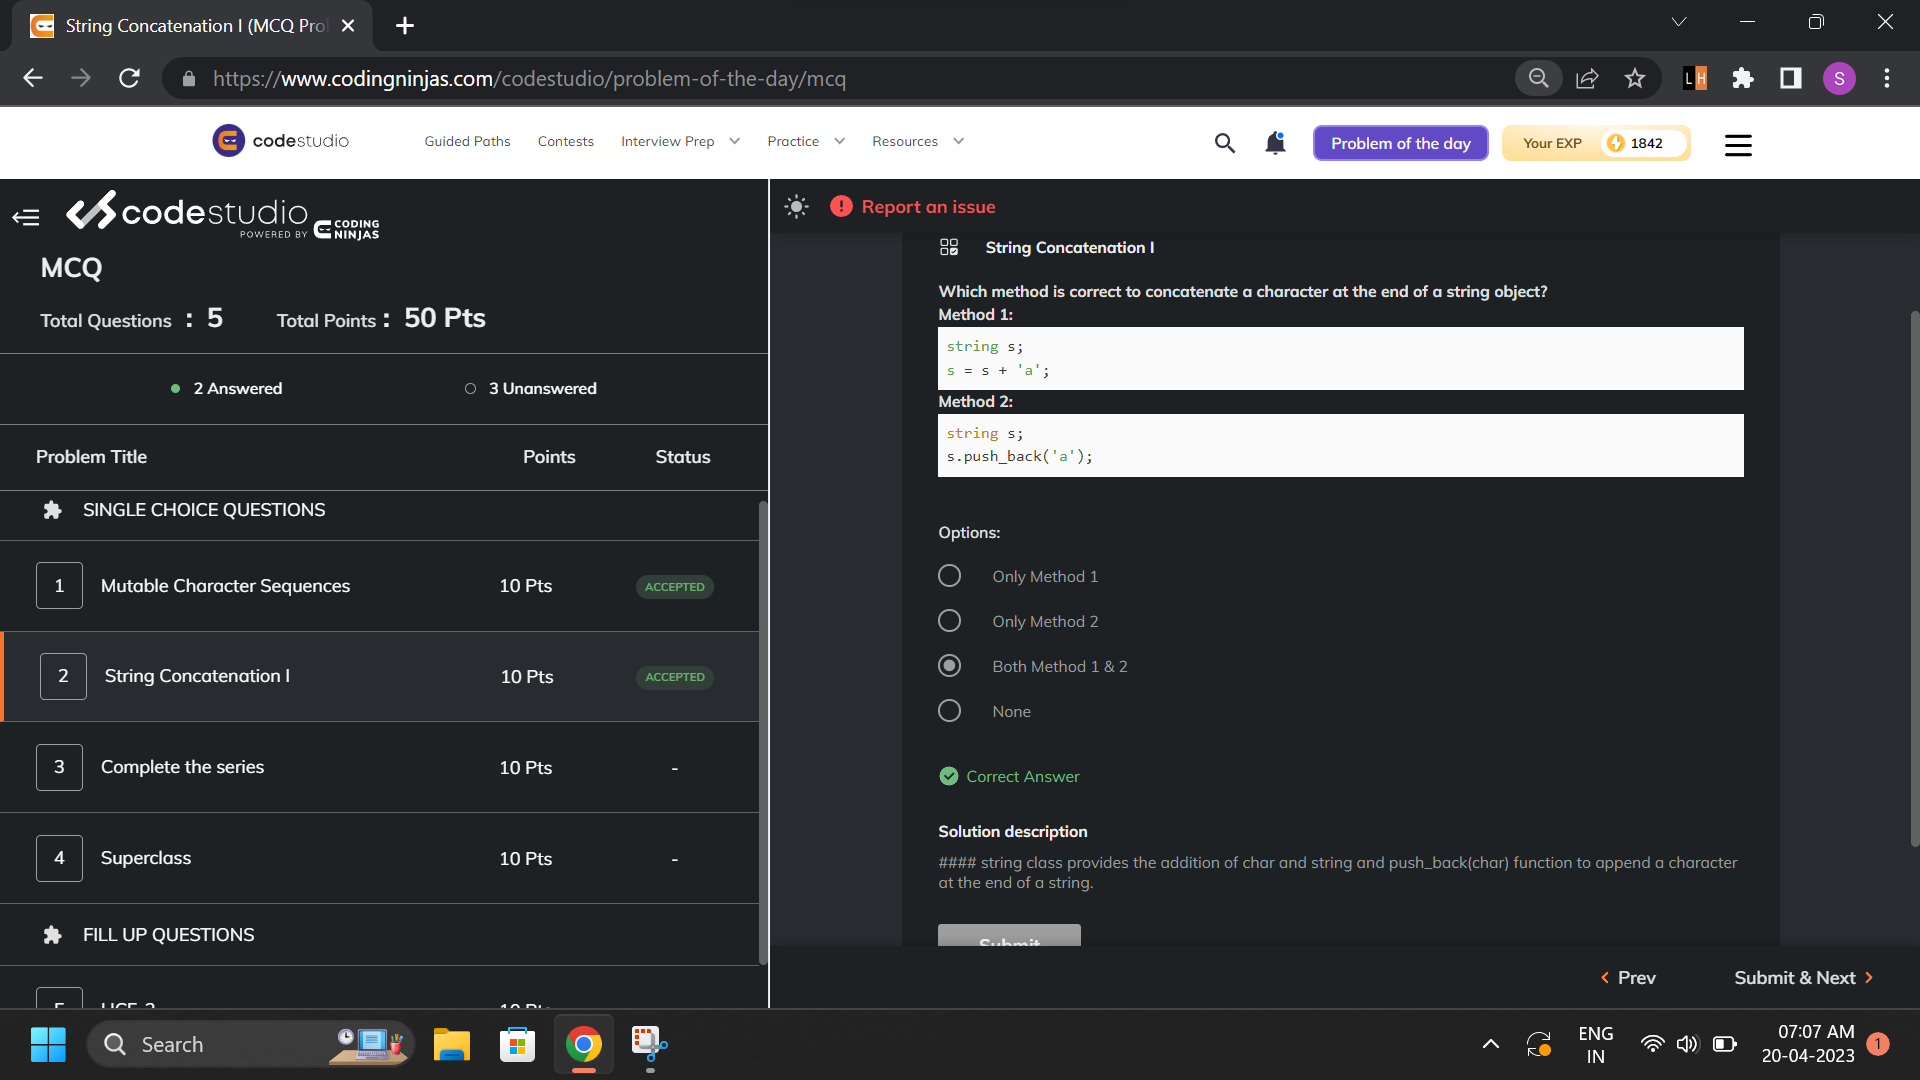 String Concatenation I (MCQ Pro
https://www.codingninjas.com/codestudio/problem-of-the-day/mcq
L H
S
codestudio
Guided Paths
Contests
Interview Prep
Practice
Resources
Problem of the day
Your EXP
1842
codestudio
POWERED BY CODING NINJAS
Report an issue
MCQ
Total Questions : 5
Total Points : 50 Pts
2 Answered
3 Unanswered
Problem Title
Points
Status
SINGLE CHOICE QUESTIONS
1 Mutable Character Sequences 10 Pts ACCEPTED
2 String Concatenation I 10 Pts ACCEPTED
3 Complete the series 10 Pts -
4 Superclass 10 Pts -
FILL UP QUESTIONS
String Concatenation I
Which method is correct to concatenate a character at the end of a string object?
Method 1:
string s;
s = s + 'a';
Method 2:
string s;
s.push_back('a');
Options:
Only Method 1
Only Method 2
Both Method 1 & 2
None
Correct Answer
Solution description
#### string class provides the addition of char and string and push_back(char) function to append a character
at the end of a string.
Submit
Prev
Submit & Next
Search
ENG
IN
07:07 AM
20-04-2023
1